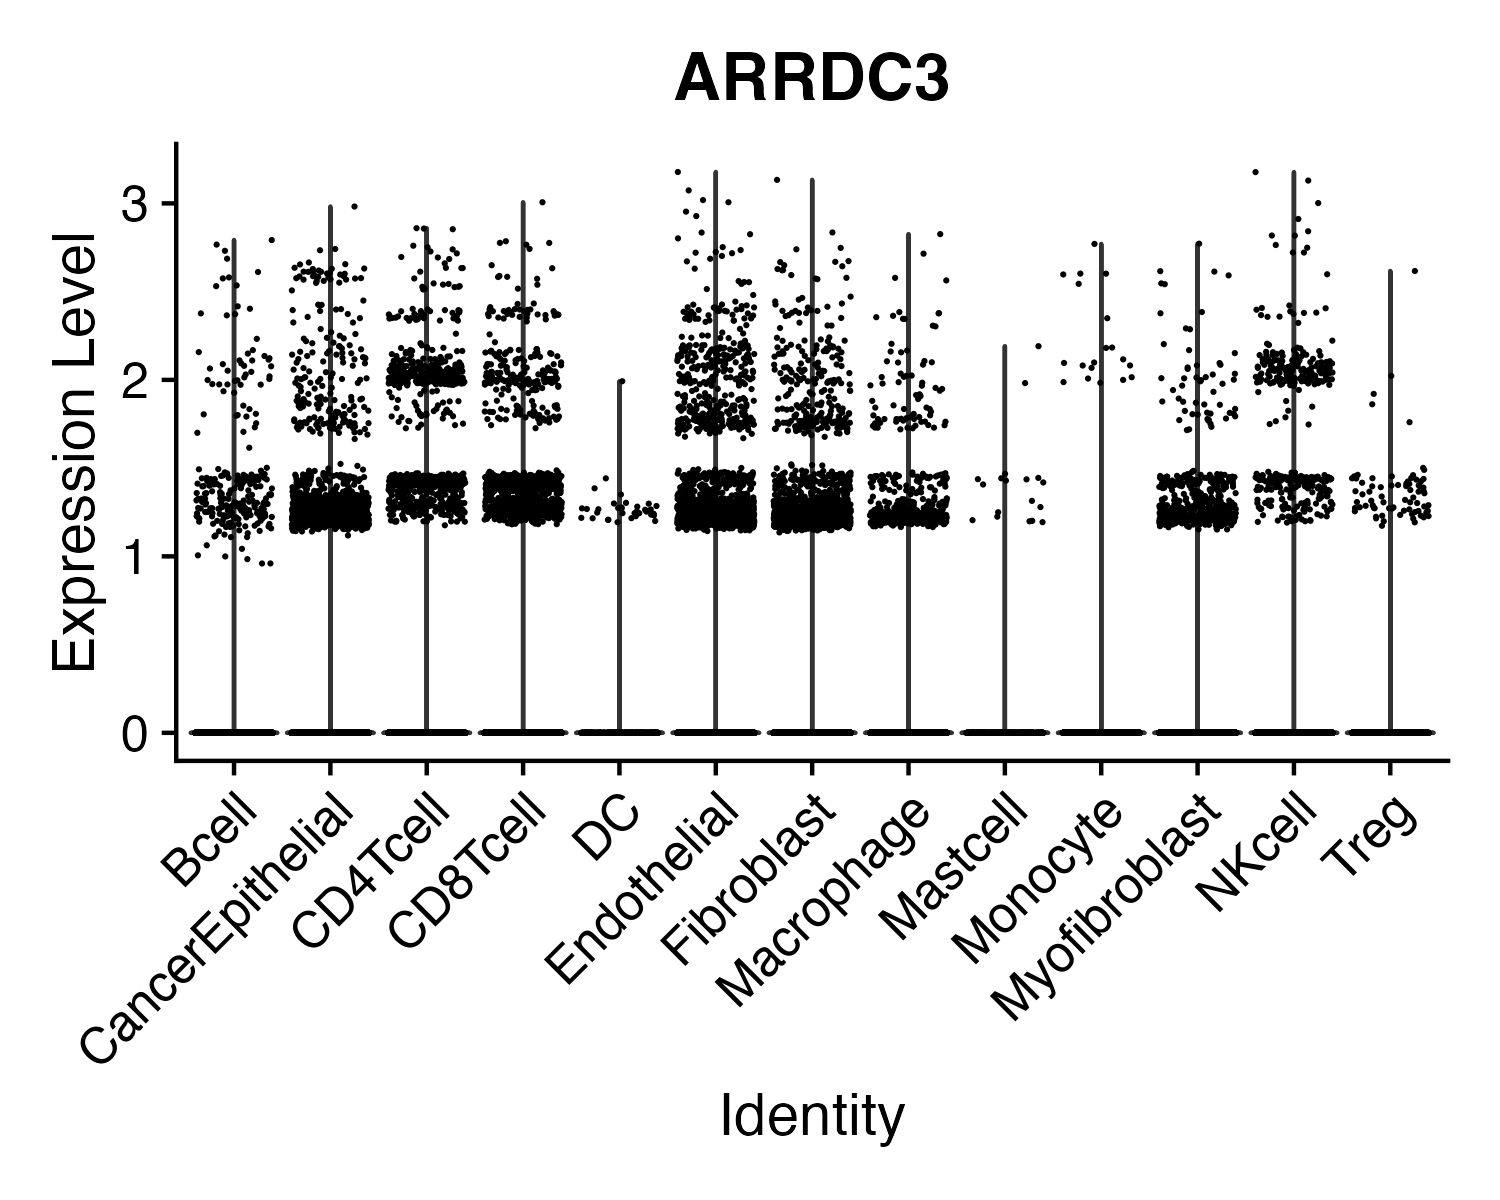 ARRDC3
Expression Level
3
2
1
0
Bcell
CancerEpithelial
CD4Tcell
CD8Tcell
DC
Endothelial
Fibroblast
Macrophage
Mastcell
Monocyte
Myofibroblast
NKcell
Treg
Identity